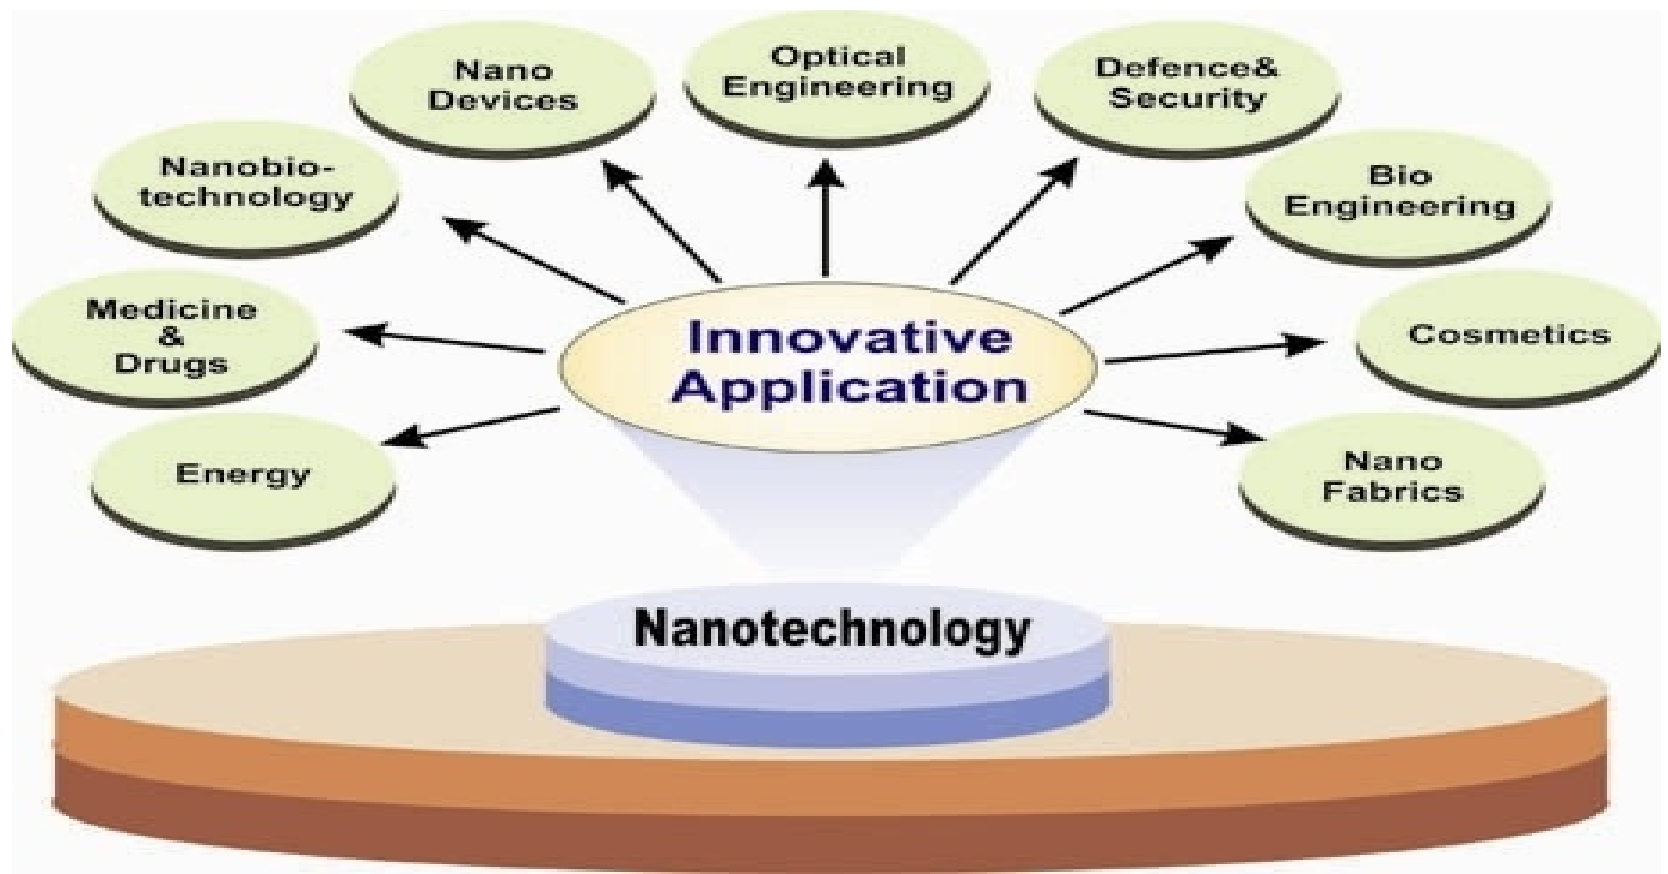 Optical
Engineering
Nano
Devices
Defence&
Security
Nanobio-
technology
Bio
Engineering
Medicine
&
Drugs
Innovative
Application
Cosmetics
Energy
Nano
Fabrics
Nanotechnology